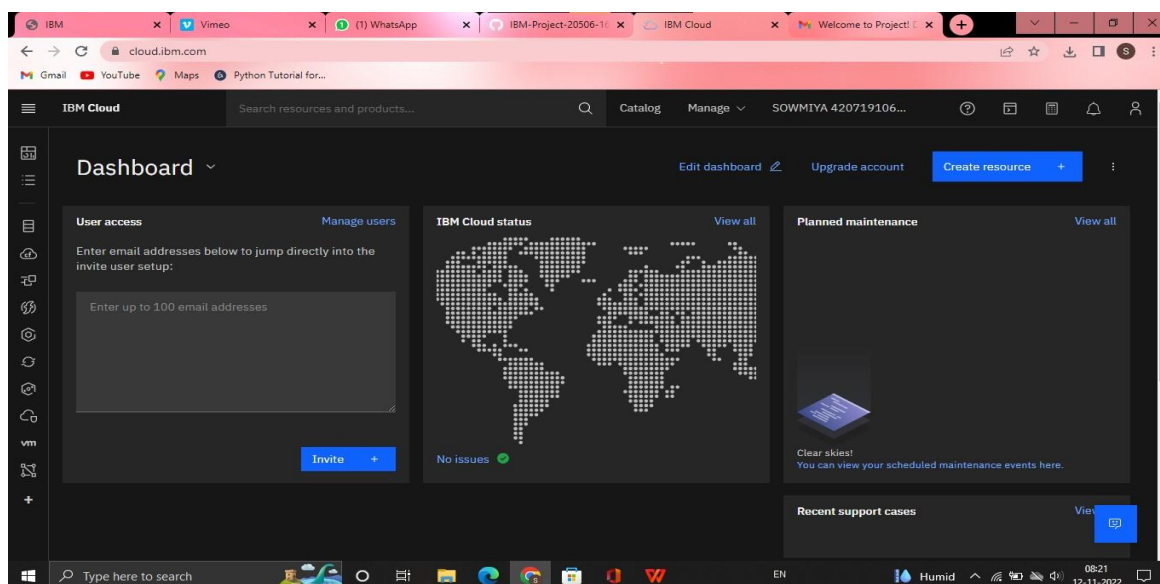 IBM
Vimeo
(1) WhatsApp
IBM-Project-20506-16
IBM Cloud
Welcome to Project!
cloud.ibm.com
S
Gmail
YouTube
Maps
Python Tutorial for...
IBM Cloud
Search resources and products...
Catalog
Manage
SOWMIYA 420719106...
Dashboard
Edit dashboard
Upgrade account
Create resource +
User access
Manage users
Enter email addresses below to jump directly into the
invite user setup:
Enter up to 100 email addresses
Invite +
IBM Cloud status
View all
No issues
Planned maintenance
View all
Clear skies!
You can view your scheduled maintenance events here.
Recent support cases
vm
Type here to search
EN
Humid
08:21
12-11-2022